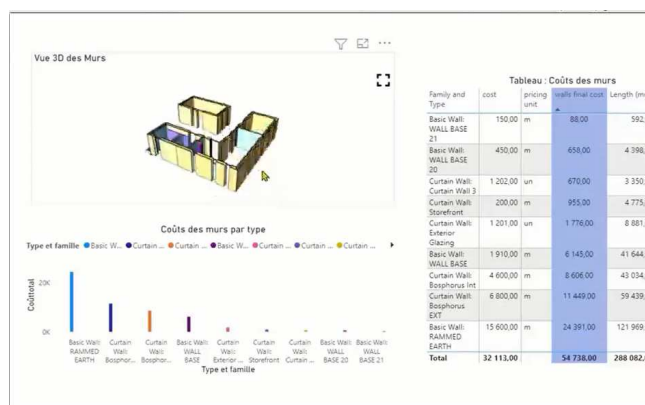 Vue 3D des Murs
Tableau : Coûts des murs
Family and Type cost pricing unit walls final cost Length (m
Basic Wall: WALL BASE 21 150,00 m 88,00 592,
Basic Wall: WALL BASE 20 450,00 m 658,00 4 398,
Curtain Wall: Curtain Wall 3 1 202,00 un 670,00 3 350,
Curtain Wall: Storefront 200,00 m 955,00 4 775,
Curtain Wall: Exterior Glazing 1 201,00 un 1 776,00 8 881,
Basic Wall: WALL BASE 1 910,00 m 6 145,00 41 644,
Curtain Wall: Bosphorus Int 4 600,00 m 8 606,00 43 034,
Curtain Wall: Bosphorus EXT 6 800,00 m 11 449,00 59 439,
Basic Wall: RAMMED EARTH 15 600,00 m 24 391,00 121 969,
Total 32 113,00 54 738,00 288 082,
Coûts des murs par type
Type et famille Basic W... Curtain ... Curtain ... Basic W... Curtain ... Curtain ... Curtain ...
Coûttotal
20K
0K
Basic Wall: RAMMED EARTH
Curtain Wall: Bosphor...
Curtain Wall: Bosphor...
Basic Wall: WALL BASE
Curtain Wall: Exterior ...
Curtain Wall: Storefront
Curtain Wall: Curtain ...
Basic Wall: WALL BASE 20
Basic Wall: WALL BASE 21
Type et famille